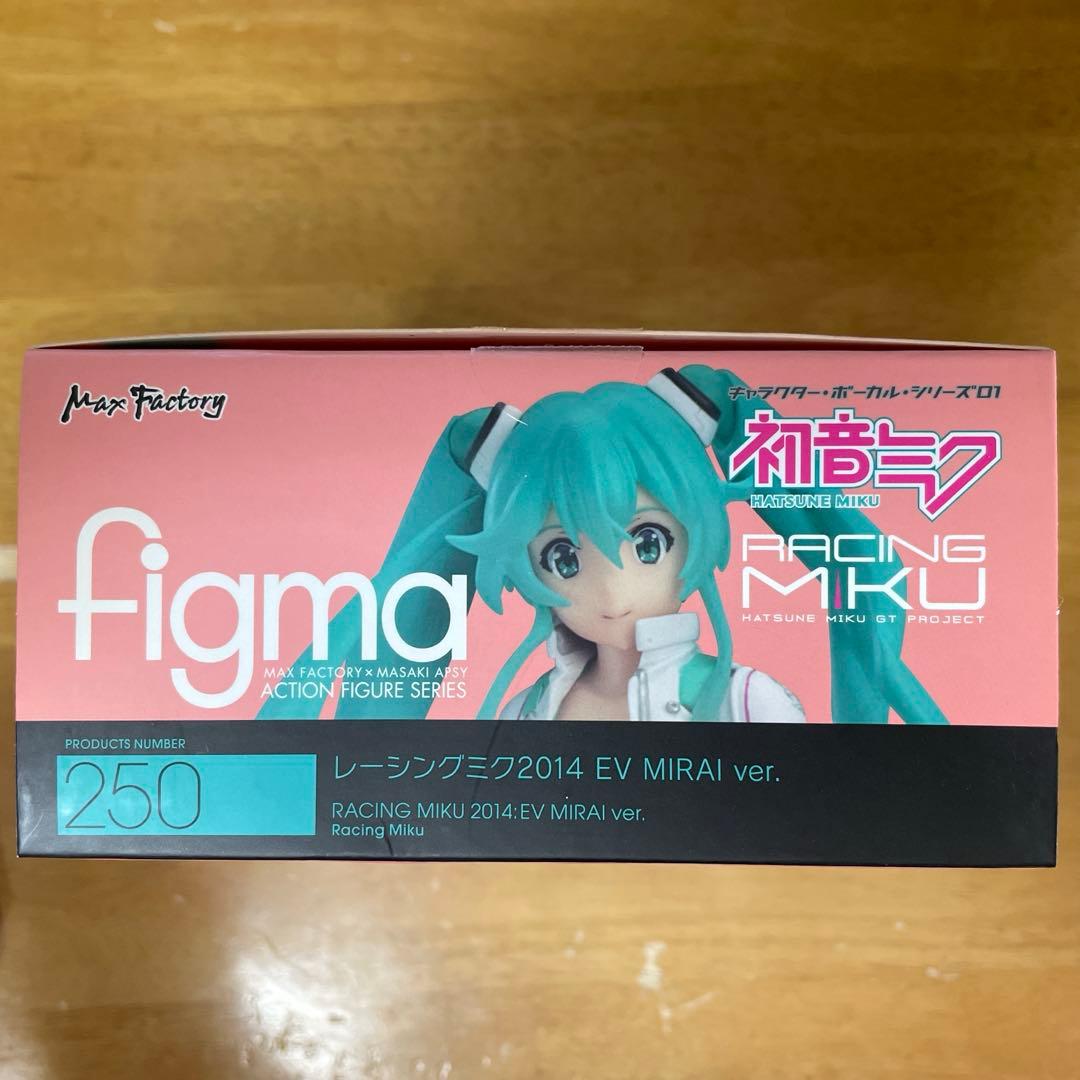 Max Factory
figma
MAX FACTORY×MASAKI APSY
ACTION FIGURE SERIES
キャラクター・ボーカル・シリーズ01
初音ミク
HATSUNE MIKU
RACING
MIKU
HATSUNE MIKU GT PROJECT
PRODUCTS NUMBER
250
レーシングミク2014 EV MIRAI ver.
RACING MIKU 2014:EV MIRAI ver.
Racing Miku